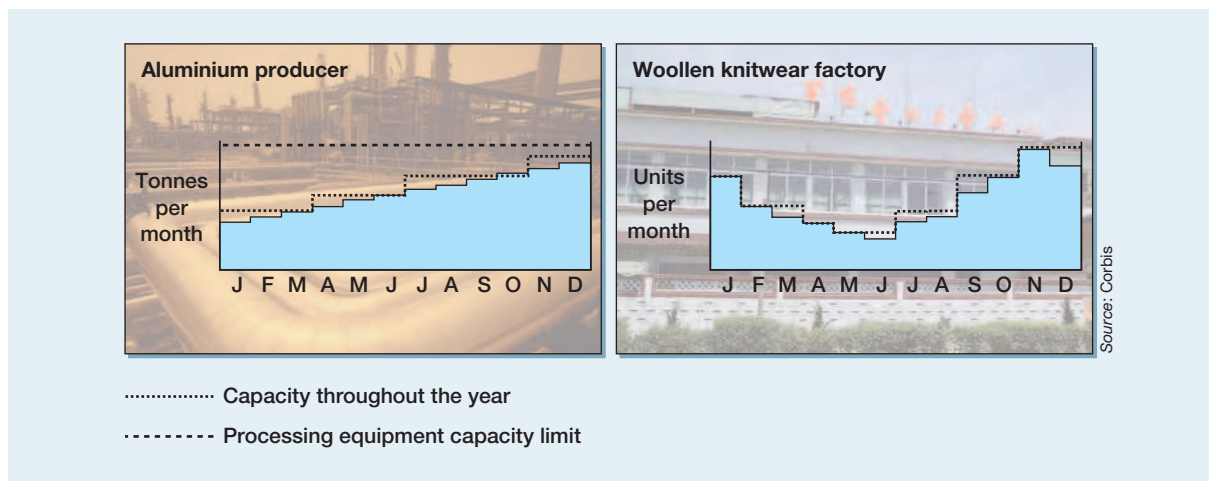 Aluminium producer
Tonnes
per
month
J F M A M J J A S O N D
Woollen knitwear factory
Units
per
month
J F M A M J J A S O N D
Source: Corbis
Capacity throughout the year
Processing equipment capacity limit